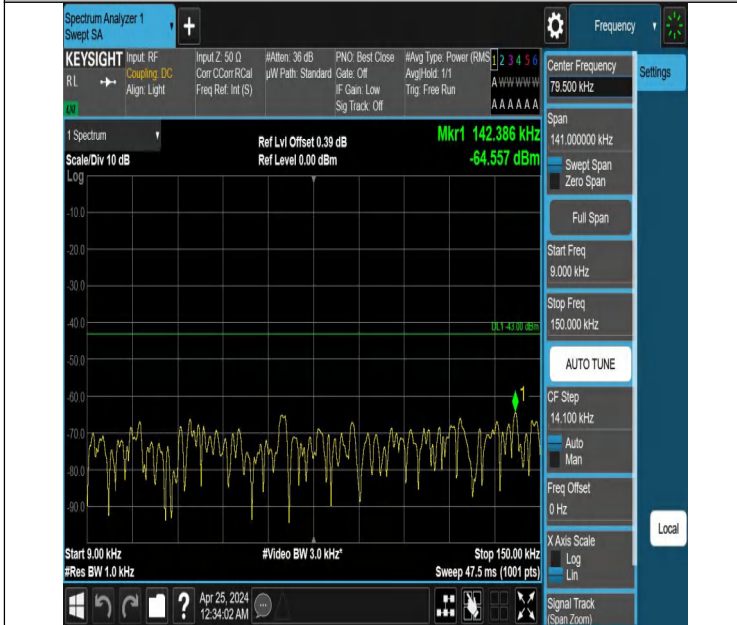 Spectrum Analyzer 1
Swept SA
+
Frequency
KEYSIGHT
RL
Input: RF
Coupling: DC
Align: Light
Input Z: 50 Ω
Corr CCorr RCal
Freq Ref: Int (S)
#Atten: 36 dB
µW Path: Standard
PNO: Best Close
Gate: Off
IF Gain: Low
Sig Track: Off
#Avg Type: Power (RMS
Avg|Hold: 1/1
Trig: Free Run
1 2 3 4 5 6
A W W W W W
A A A A A A
1 Spectrum
Scale/Div 10 dB
Log
Ref Lvl Offset 0.39 dB
Ref Level 0.00 dBm
Mkr1 142.386 kHz
-64.557 dBm
-10.0
-20.0
-30.0
-40.0
DL1 -43.00 dBm
-50.0
-60.0
1
-70.0
-80.0
-90.0
Start 9.00 kHz
#Res BW 1.0 kHz
#Video BW 3.0 kHz*
Stop 150.00 kHz
Sweep 47.5 ms (1001 pts)
?
Apr 25, 2024
12:34:02 AM
Center Frequency
79.500 kHz
Span
141.000000 kHz
Swept Span
Zero Span
Full Span
Start Freq
9.000 kHz
Stop Freq
150.000 kHz
AUTO TUNE
CF Step
14.100 kHz
Auto
Man
Freq Offset
0 Hz
X Axis Scale
Log
Lin
Signal Track
(Span Zoom)
Settings
Local